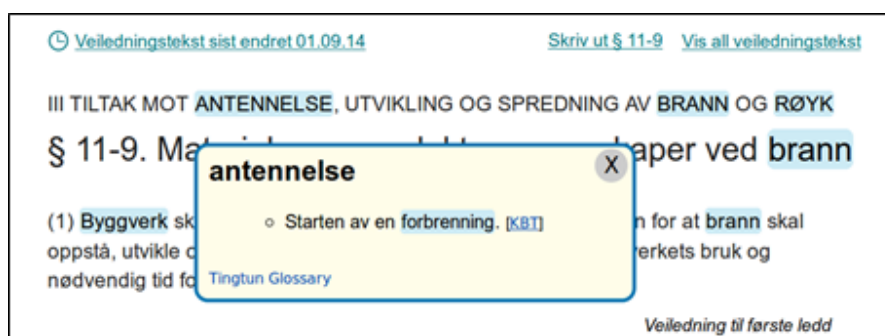 Veiledningstekst sist endret 01.09.14 Skriv ut § 11-9 Vis all veiledningstekst
III TILTAK MOT ANTENNELSE, UTVIKLING OG SPREDNING AV BRANN OG RØYK
§ 11-9. aper ved brann
antennelse X
(1) Byggverk sk n for at brann skal
Starten av en forbrenning. [KBT]
oppstå, utvikle erkets bruk og
nødvendig tid fo
Tingtun Glossary
Veiledning til første ledd